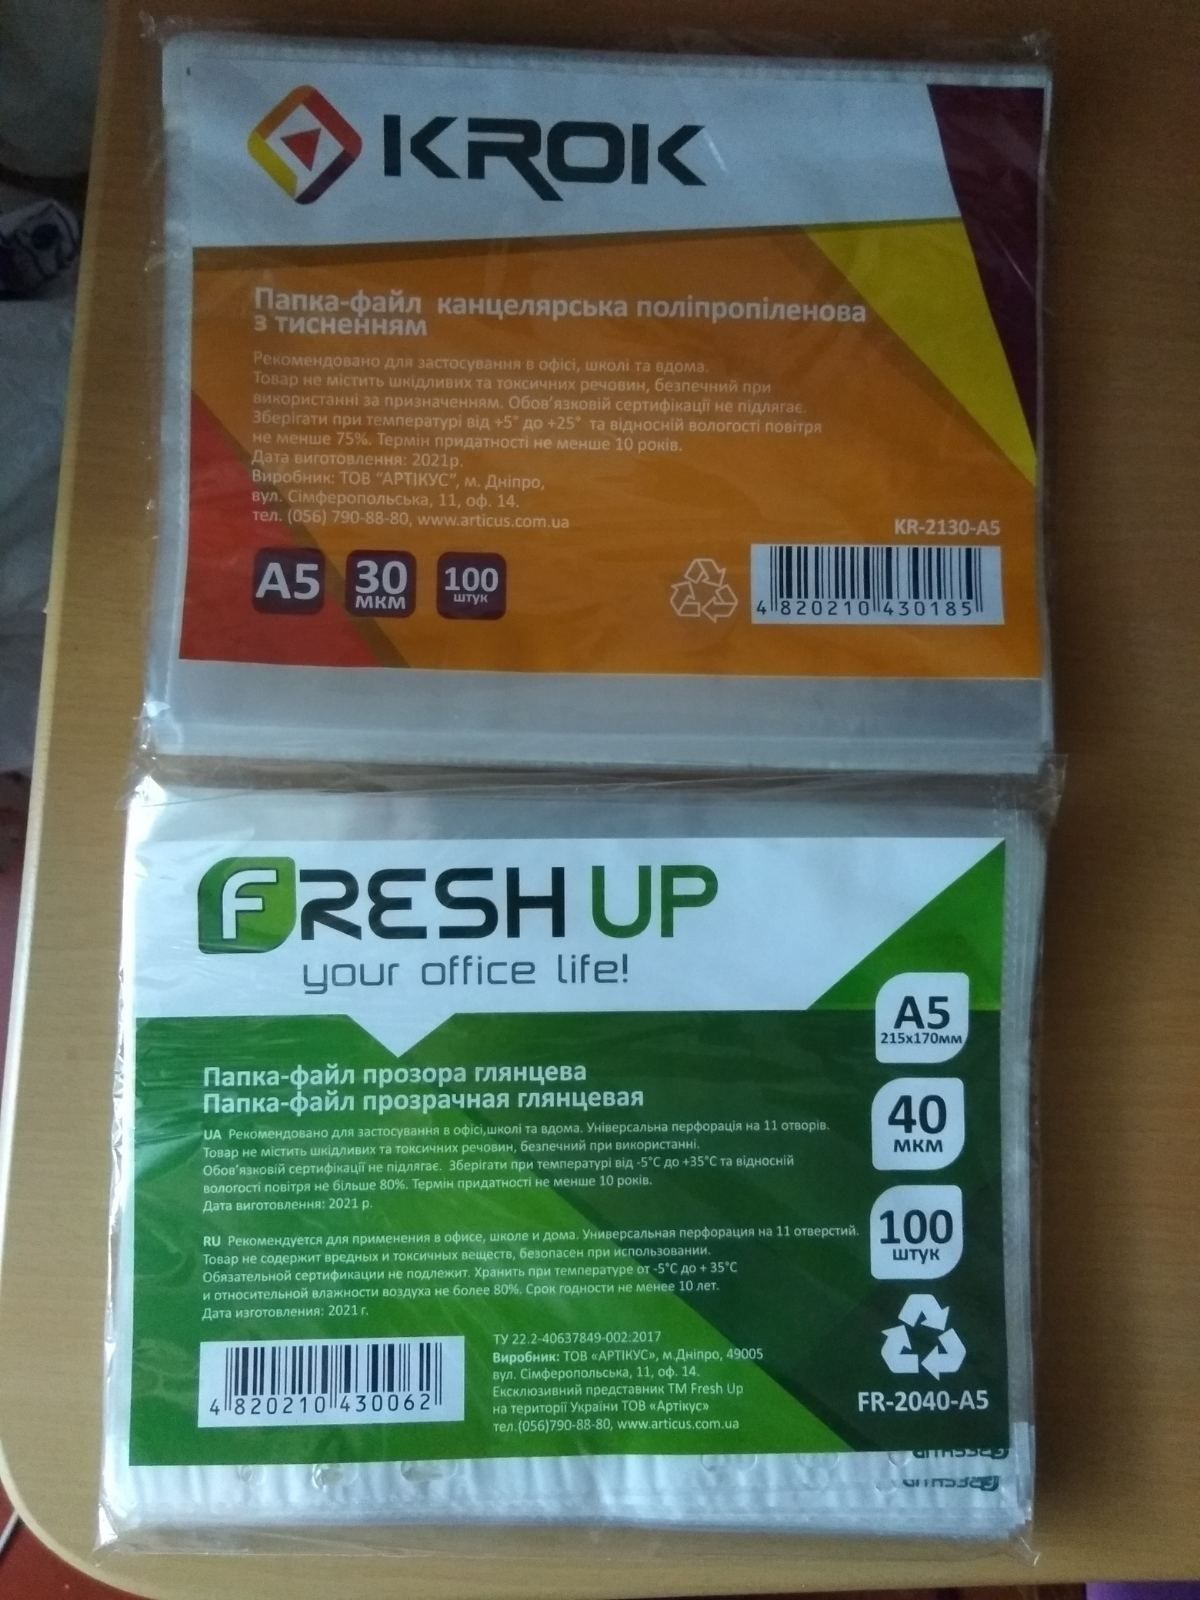 KROK
Папка-файл канцелярська поліпропіленова
з тисненням
Рекомендовано для застосування в офісі, школі та вдома.
Товар не містить шкідливих та токсичних речовин, безпечний при
використанні за призначенням. Обов'язковій сертифікації не підлягає.
Зберігати при температурі від +5° до +25° та відносній вологості повітря
не менше 75%. Термін придатності не менше 10 років.
Дата виготовлення: 2021р.
Виробник: ТОВ "АРТІКУС", м. Дніпро,
вул. Сімферопольська, 11, оф. 14.
тел. (056) 790-88-80, www.articus.com.ua
KR-2130-A5
A5
30
МКМ
100
штук
4 820210 430185
FRESH UP
your office life!
A5
215х170мм
Папка-файл прозора глянцева
Папка-файл прозрачная глянцевая
40
МКМ
UA Рекомендовано для застосування в офісі,школі та вдома. Універсальна перфорація на 11 отворів.
Товар не містить шкідливих та токсичних речовин, безпечний при використанні.
Обов'язковій сертифікації не підлягає. Зберігати при температурі від -5°С до +35°С та відносній
вологості повітря не більше 80%. Термін придатності не менше 10 років.
Дата виготовлення: 2021 р.
100
штук
RU Рекомендуется для применения в офисе, школе и дома. Универсальная перфорация на 11 отверстий.
Товар не содержит вредных и токсичных веществ, безопасен при использовании.
Обязательной сертификации не подлежит. Хранить при температуре от -5°С до + 35°С
и относительной влажности воздуха не более 80%. Срок годности не менее 10 лет.
Дата изготовления: 2021 г.
4 820210 430062
ТУ 22.2-40637849-002:2017
Виробник: ТОВ «АРТІКУС», м.Дніпро, 49005
вул. Сімферопольська, 11, оф. 14.
Ексклюзивний представник ТМ Fresh Up
на території України ТОВ «Артікус»
тел.(056)790-88-80, www.articus.com.ua
FR-2040-A5
FRESH UP
FRESH UP